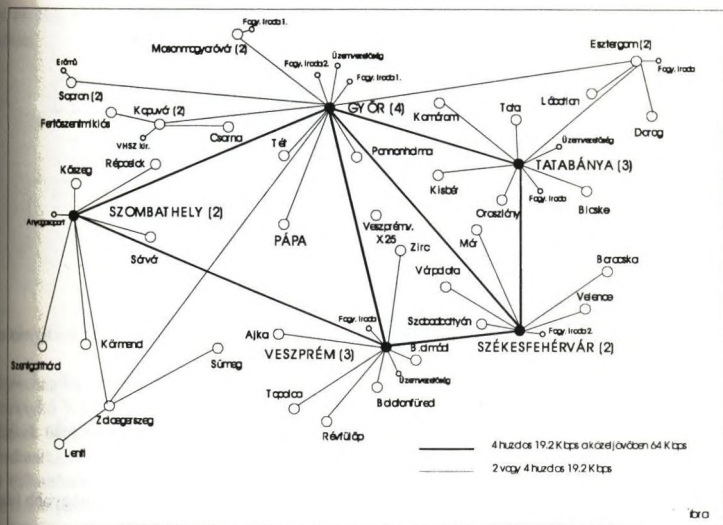 Fogy. Iroda 1.
Mosonmagyaróvár (2)
Esztergom (2)
Erőmű
Fogy. Iroda 2.
Üzemvezetőség
Fogy. Iroda 1.
Fogy. Iroda
Sopron (2)
Kapuvár (2)
GYŐR (4)
Komárom
Tata
Lábatlan
Fertőszentmiklós
VHSZ kir.
Csorna
Dorog
Tét
Pannonhalma
Üzemvezetőség
Kőszeg
Répcelak
TATABÁNYA (3)
Kisbér
Fogy. Iroda
Anyagcsoport
SZOMBATHELY (2)
Oroszlány
Bicske
PÁPA
Veszprémv.
X25
Mór
Sárvá
Zirc
Várpalota
Baracska
Velence
Fogy. Iroda
Szabadbattyán
Fogy. Iroda 2.
Ajka
VESZPRÉM (3)
SZÉKESFEHÉRVÁR (2)
Szentgotthárd
Körmend
Sümeg
B.almádi
Üzemvezetőség
Tapolca
Balatonfüred
Zalaegerszeg
Révfülöp
Lenti
4 huzalos 19.2 Kbps a közeljövőben 64 Kbps
2 vagy 4 huzalos 19.2 Kbps